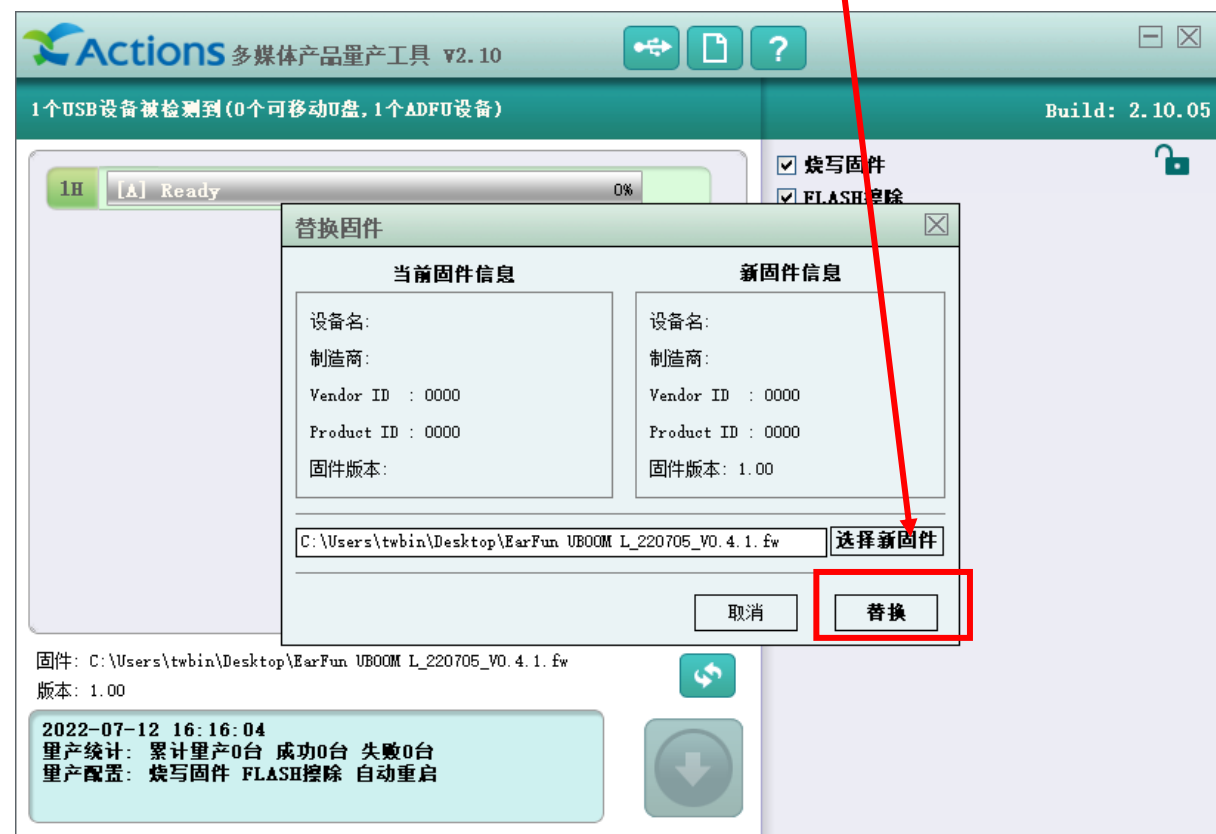 Actions 多媒体产品量产工具 V2.10
?
1个USB设备被检测到(0个可移动U盘,1个ADFU设备)
Build: 2.10.05
1H [A] Ready 0%
烧写固件
FLASH擦除
替换固件
当前固件信息
设备名:
制造商:
Vendor ID : 0000
Product ID : 0000
固件版本:
新固件信息
设备名:
制造商:
Vendor ID : 0000
Product ID : 0000
固件版本: 1.00
C:\Users\twbin\Desktop\EarFun UBOOM L_220705_V0.4.1.fw
选择新固件
取消
替换
固件: C:\Users\twbin\Desktop\EarFun UBOOM L_220705_V0.4.1.fw
版本: 1.00
2022-07-12 16:16:04
量产统计: 累计量产0台 成功0台 失败0台
量产配置: 烧写固件 FLASH擦除 自动重启